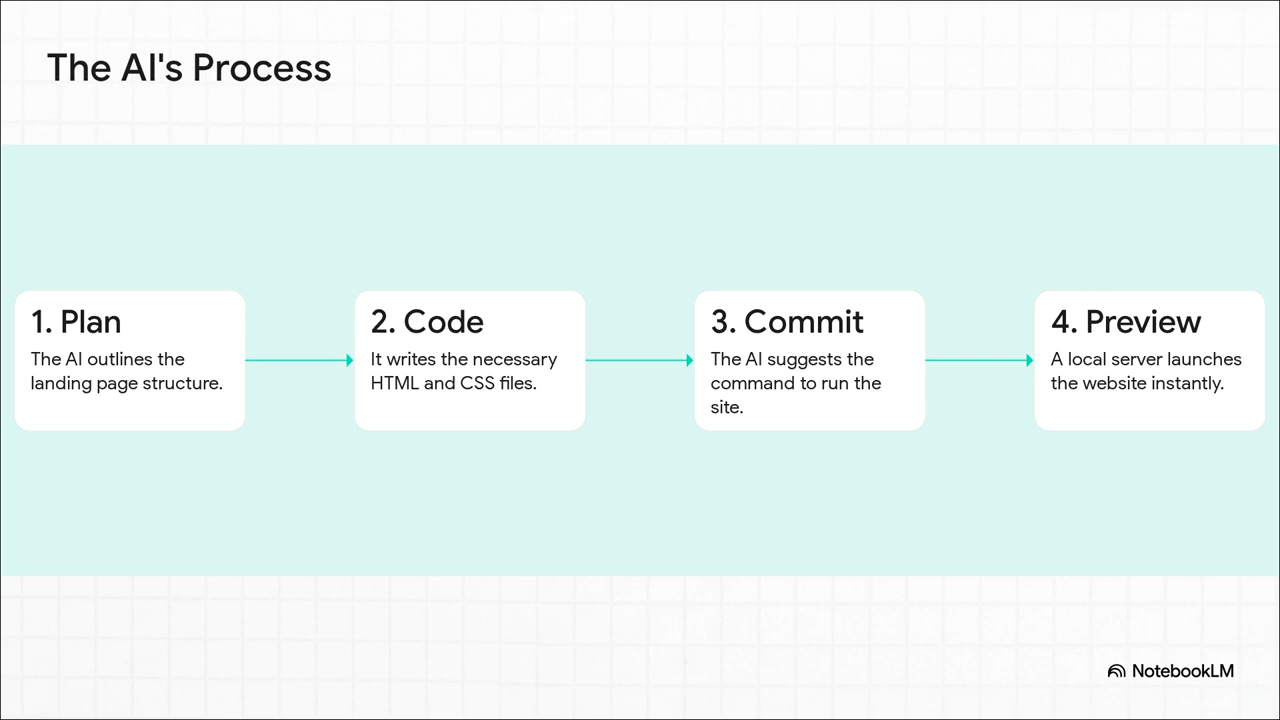 The AI's Process
1. Plan
The AI outlines the
landing page structure.
2. Code
It writes the necessary
HTML and CSS files.
3. Commit
The AI suggests the
command to run the
site.
4. Preview
A local server launches
the website instantly.
NotebookLM